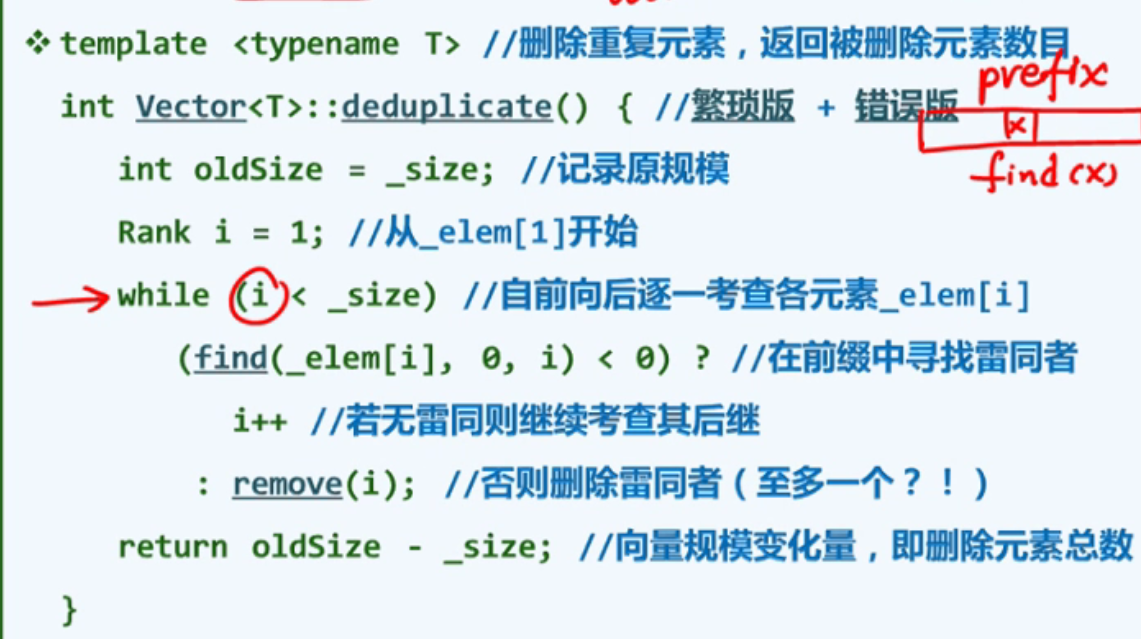 ❖ template <typename T> //删除重复元素，返回被删除元素数目
prefix
int Vector<T>::deduplicate() { //繁琐版 + 错误版
x
int oldSize = _size; //记录原规模
find(x)
Rank i = 1; //从_elem[1]开始
while (i < _size) //自前向后逐一考查各元素_elem[i]
(find(_elem[i], 0, i) < 0) ? //在前缀中寻找雷同者
i++ //若无雷同则继续考查其后继
: remove(i); //否则删除雷同者（至多一个？！）
return oldSize - _size; //向量规模变化量，即删除元素总数
}